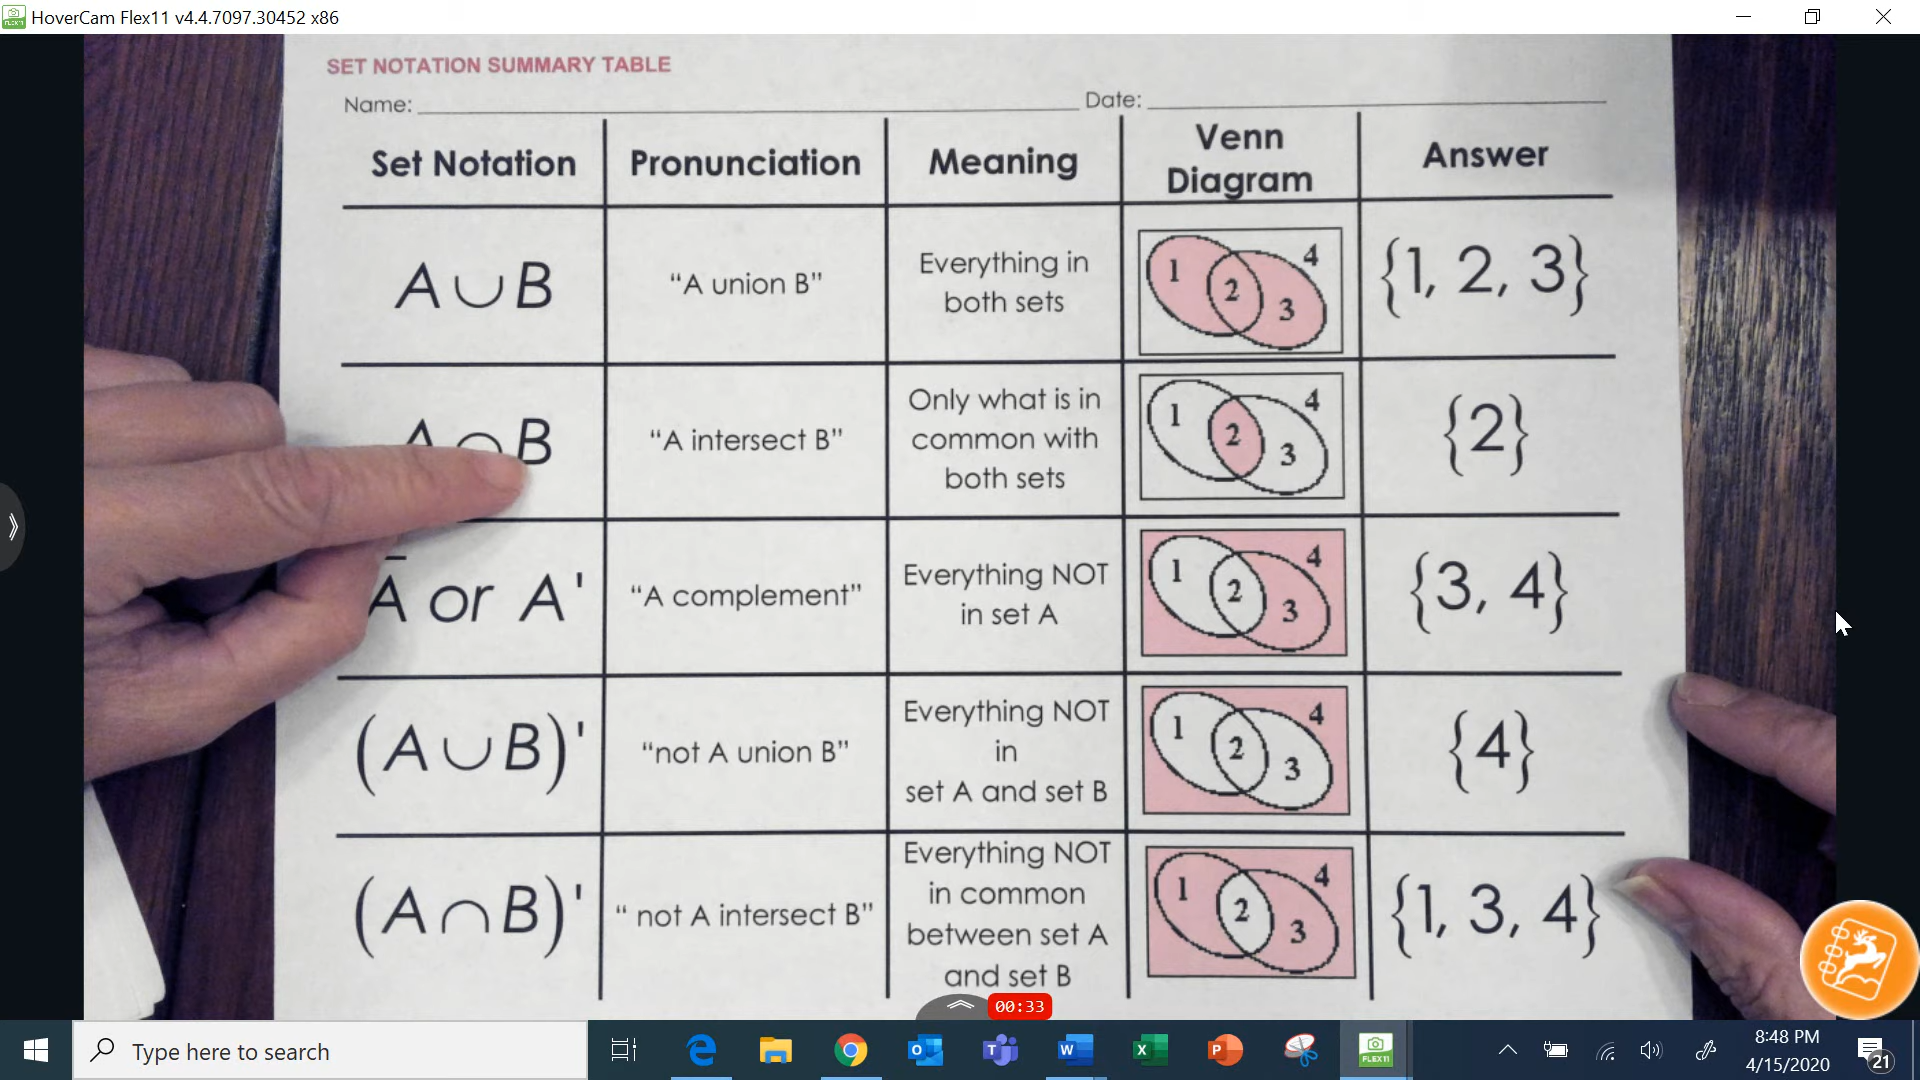 HoverCam Flex11 v4.4.7097.30452 x86
SET NOTATION SUMMARY TABLE
Name: Date:
Set Notation
Pronunciation
Meaning
Venn
Diagram
Answer
A ∪ B
“A union B”
Everything in
both sets
1 2 3 4
{1, 2, 3}
A ∩ B
“A intersect B”
Only what is in
common with
both sets
1 2 3 4
{2}
Ā or A'
“A complement”
Everything NOT
in set A
1 2 3 4
{3, 4}
(A ∪ B)'
“not A union B”
Everything NOT
in
set A and set B
1 2 3 4
{4}
(A ∩ B)'
“ not A intersect B”
Everything NOT
in common
between set A
and set B
1 2 3 4
{1, 3, 4}
00:33
Type here to search
FLEX11
8:48 PM
4/15/2020
21